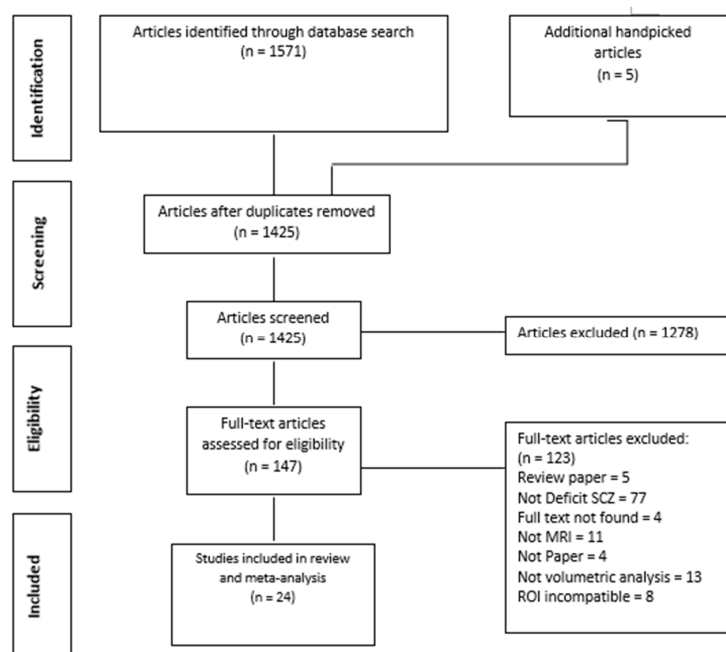 Identification
Articles identified through database search
(n = 1571)
Additional handpicked
articles
(n = 5)
Screening
Articles after duplicates removed
(n = 1425)
Articles screened
(n = 1425)
Articles excluded (n = 1278)
Eligibility
Full-text articles
assessed for eligibility
(n = 147)
Full-text articles excluded:
(n = 123)
Review paper = 5
Not Deficit SCZ = 77
Full text not found = 4
Not MRI = 11
Not Paper = 4
Not volumetric analysis = 13
ROI incompatible = 8
Included
Studies included in review
and meta-analysis
(n = 24)